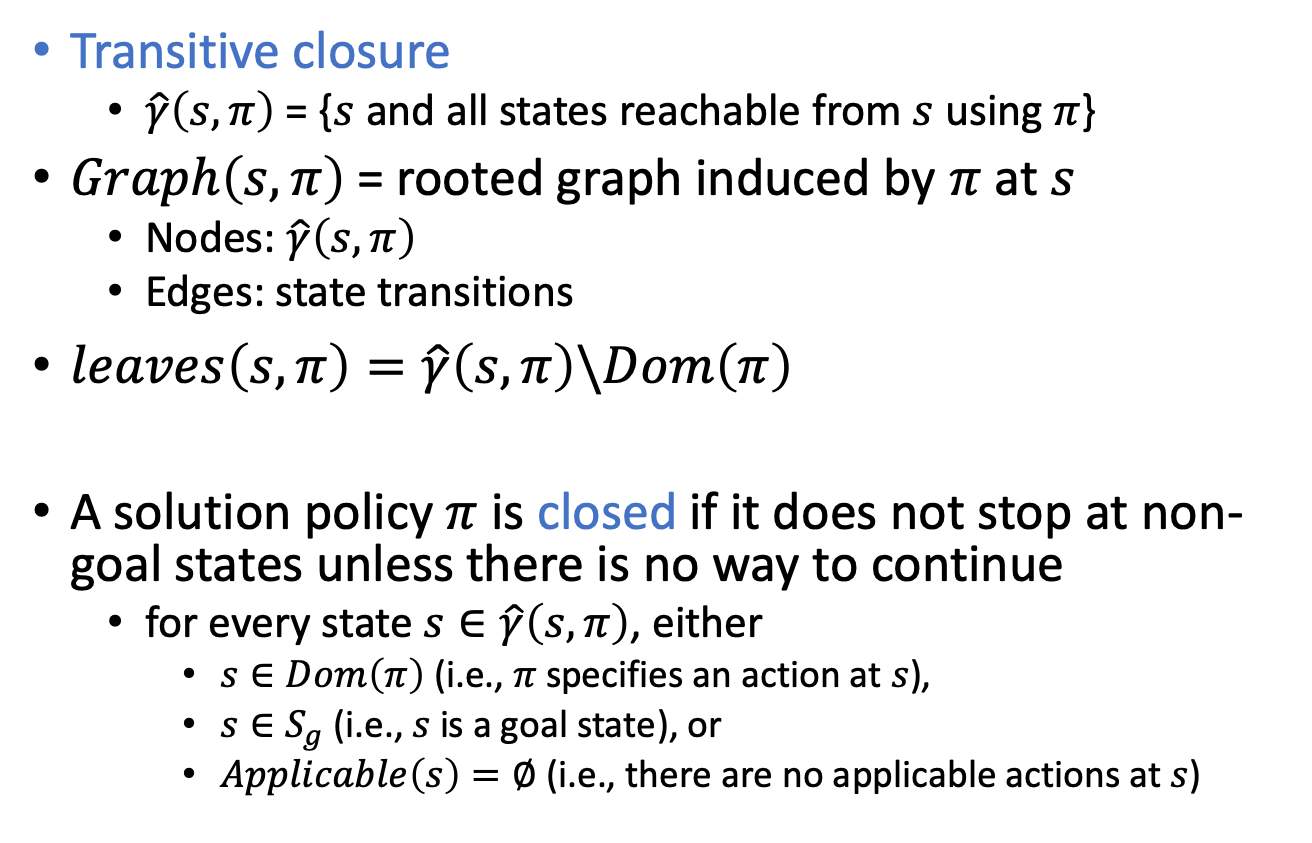 • Transitive closure
• γ̂(s, π) = {s and all states reachable from s using π}
• Graph(s, π) = rooted graph induced by π at s
• Nodes: γ̂(s, π)
• Edges: state transitions
• leaves(s, π) = γ̂(s, π)\Dom(π)
• A solution policy π is closed if it does not stop at non-
goal states unless there is no way to continue
• for every state s ∈ γ̂(s, π), either
• s ∈ Dom(π) (i.e., π specifies an action at s),
• s ∈ S_g (i.e., s is a goal state), or
• Applicable(s) = ∅ (i.e., there are no applicable actions at s)